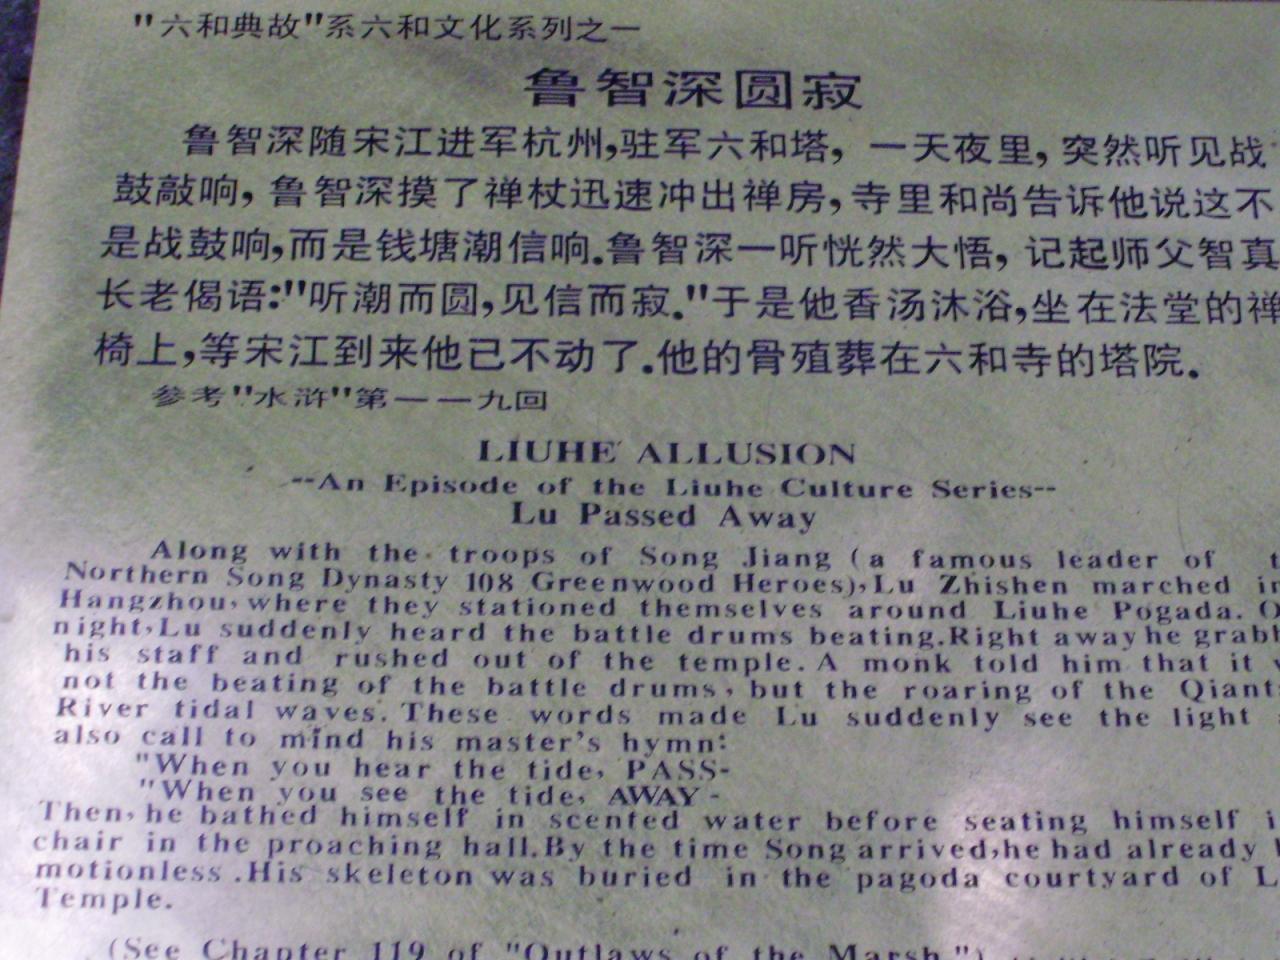 "六和典故"系六和文化系列之一
鲁智深圆寂
鲁智深随宋江进军杭州,驻军六和塔, 一天夜里, 突然听见战
鼓敲响, 鲁智深摸了禅杖迅速冲出禅房, 寺里和尚告诉他说这不
是战鼓响,而是钱塘潮信响.鲁智深一听恍然大悟, 记起师父智真
长老偈语:"听潮而圆,见信而寂."于是他香汤沐浴,坐在法堂的禅
椅上,等宋江到来他已不动了.他的骨殖葬在六和寺的塔院.
参考"水浒"第一一九回
LIUHE ALLUSION
--An Episode of the Liuhe Culture Series--
Lu Passed Away
Along with the troops of Song Jiang (a famous leader of
Northern Song Dynasty 108 Greenwood Heroes),Lu Zhishen marched
Hangzhou, where they stationed themselves around Liuhe Pogada.
night,Lu suddenly heard the battle drums beating.Right away he
his staff and rushed out of the temple. A monk told him that it
not the beating of the battle drums, but the roaring of the
River tidal waves. These words made Lu suddenly see the light
also call to mind his master's hymn:
"When you hear the tide, PASS-
"When you see the tide, AWAY-
Then, he bathed himself in scented water before seating himself
chair in the proaching hall.By the time Song arrived,he had already
motionless .His skeleton was buried in the pagoda courtyard of
Temple.
(See Chapter 119 of "Outlaws of the Marsh")